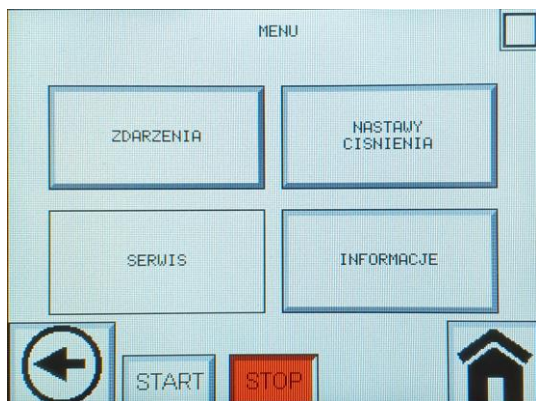 MENU
ZDARZENIA
NASTAWY
CISNIENIA
SERWIS
INFORMACJE
START
STOP